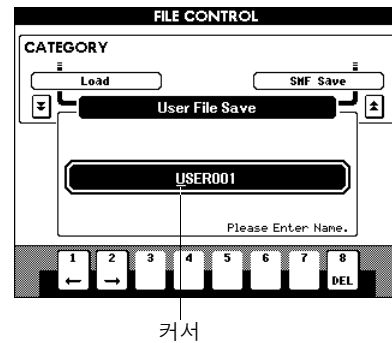 FILE CONTROL
CATEGORY
Load
SMF Save
User File Save
USER001
Please Enter Name.
1 2 3 4 5 6 7 8
← → DEL
커서